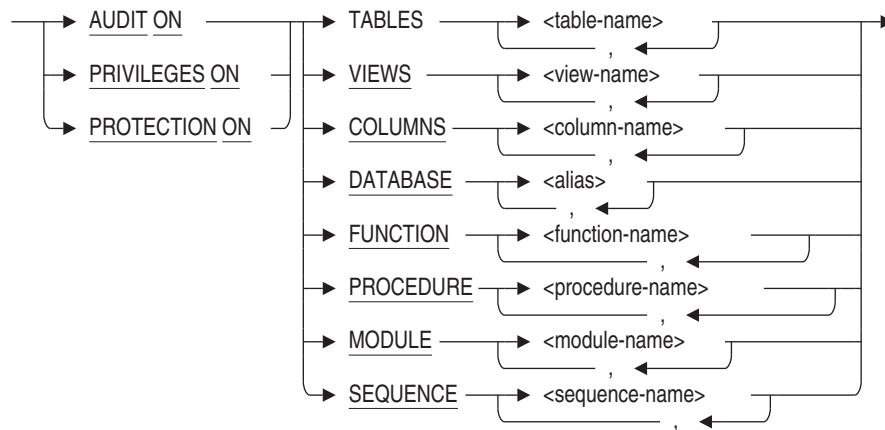 AUDIT ON TABLES <table-name>
,
PRIVILEGES ON VIEWS <view-name>
,
PROTECTION ON COLUMNS <column-name>
,
DATABASE <alias>
,
FUNCTION <function-name>
,
PROCEDURE <procedure-name>
,
MODULE <module-name>
,
SEQUENCE <sequence-name>
,